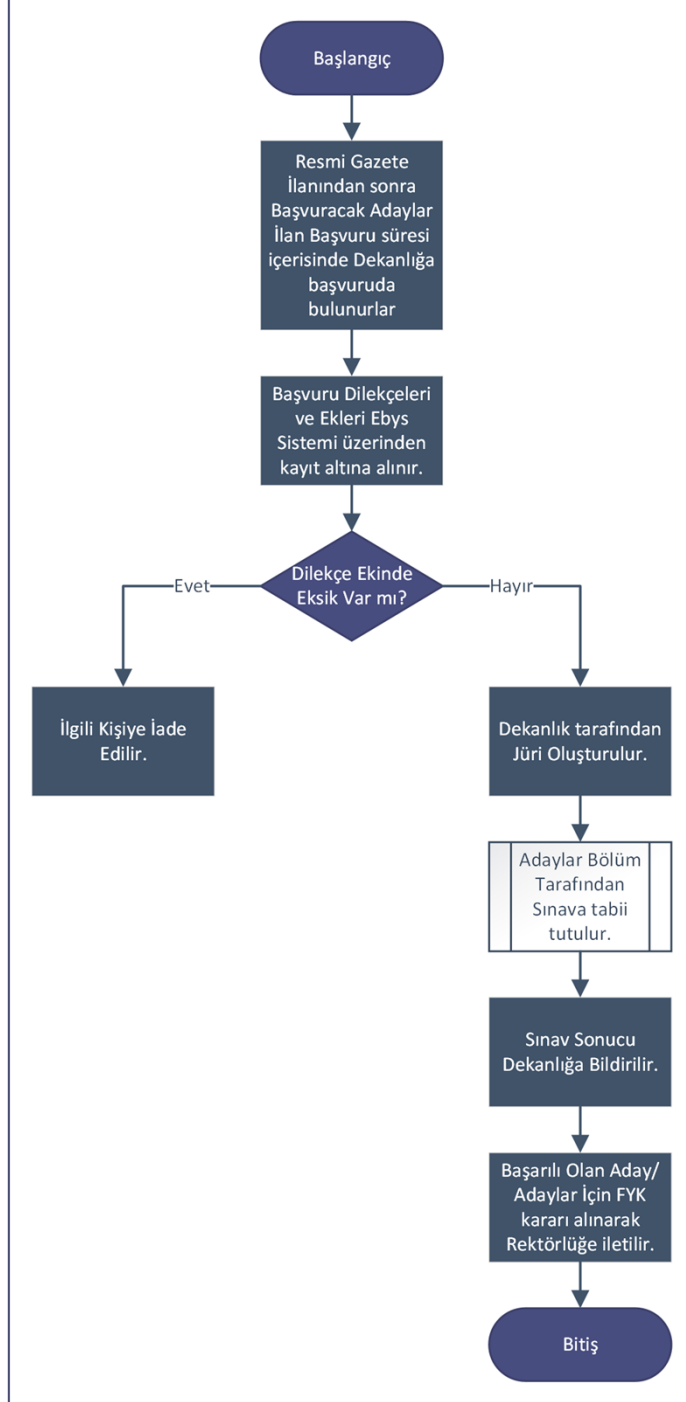 Başlangıç
Resmi Gazete
İlanından sonra
Başvuracak Adaylar
İlan Başvuru süresi
içerisinde Dekanlığa
başvuruda
bulunurlar
Başvuru Dilekçeleri
ve Ekleri Ebys
Sistemi üzerinden
kayıt altına alınır.
Dilekçe Ekinde
Eksik Var mı?
Evet
Hayır
İlgili Kişiye İade
Edilir.
Dekanlık tarafından
Jüri Oluşturulur.
Adaylar Bölüm
Tarafından
Sınava tabii
tutulur.
Sınav Sonucu
Dekanlığa Bildirilir.
Başarılı Olan Aday/
Adaylar İçin FYK
kararı alınarak
Rektörlüğe iletilir.
Bitiş